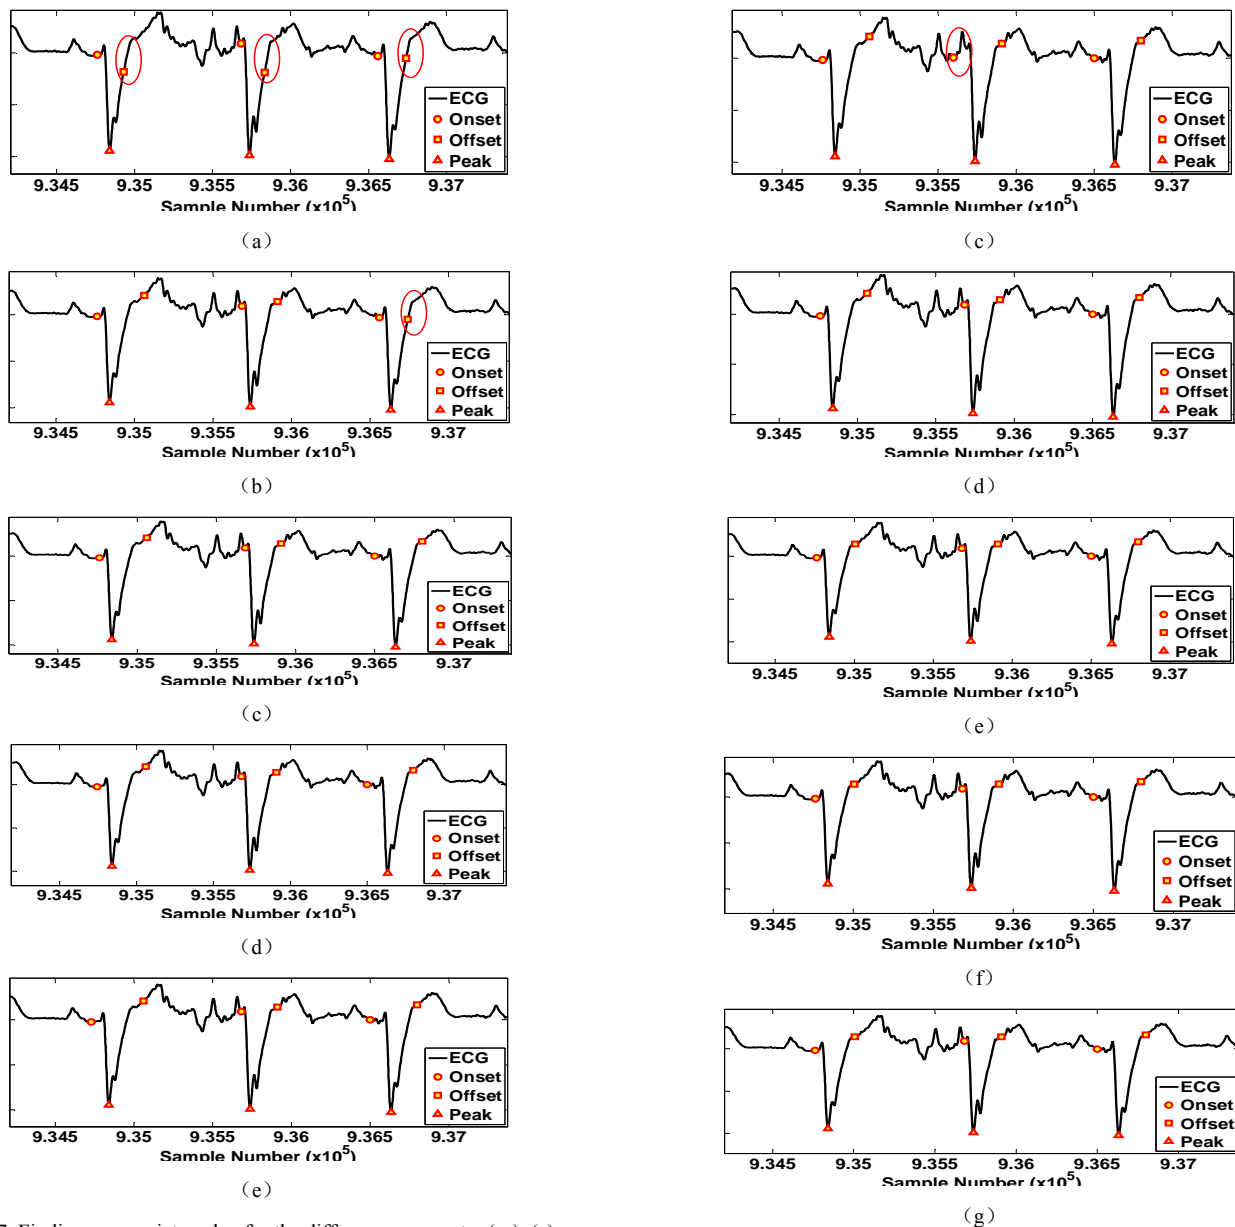 ECG
Onset
Offset
Peak
9.345 9.35 9.355 9.36 9.365 9.37
Sample Number (x10⁵)
(a)
ECG
Onset
Offset
Peak
9.345 9.35 9.355 9.36 9.365 9.37
Sample Number (x10⁵)
(b)
ECG
Onset
Offset
Peak
9.345 9.35 9.355 9.36 9.365 9.37
Sample Number (x10⁵)
(c)
ECG
Onset
Offset
Peak
9.345 9.35 9.355 9.36 9.365 9.37
Sample Number (x10⁵)
(d)
ECG
Onset
Offset
Peak
9.345 9.35 9.355 9.36 9.365 9.37
Sample Number (x10⁵)
(e)
ECG
Onset
Offset
Peak
9.345 9.35 9.355 9.36 9.365 9.37
Sample Number (x10⁵)
(c)
ECG
Onset
Offset
Peak
9.345 9.35 9.355 9.36 9.365 9.37
Sample Number (x10⁵)
(d)
ECG
Onset
Offset
Peak
9.345 9.35 9.355 9.36 9.365 9.37
Sample Number (x10⁵)
(e)
ECG
Onset
Offset
Peak
9.345 9.35 9.355 9.36 9.365 9.37
Sample Number (x10⁵)
(f)
ECG
Onset
Offset
Peak
9.345 9.35 9.355 9.36 9.365 9.37
Sample Number (x10⁵)
(g)